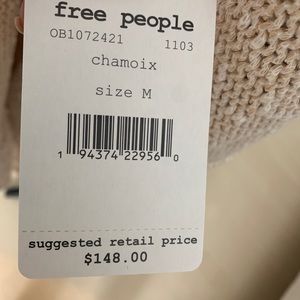 free people
OB1072421 1103
chamoix
size M
1 94374 22956 0
suggested retail price
$148.00